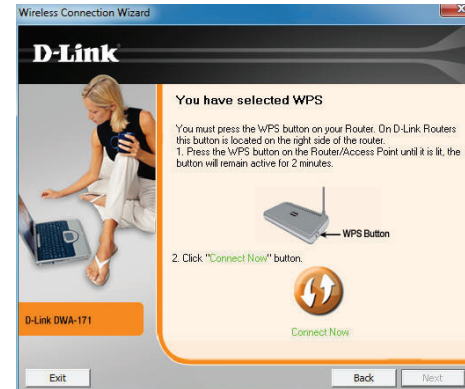 Wireless Connection Wizard
D-Link
You have selected WPS
You must press the WPS button on your Router. On D-Link Routers
this button is located on the right side of the router.
1. Press the WPS button on the Router/Access Point until it is lit, the
button will remain active for 2 minutes.
WPS Button
2. Click "Connect Now" button.
Connect Now
D-Link DWA-171
Exit
Back
Next